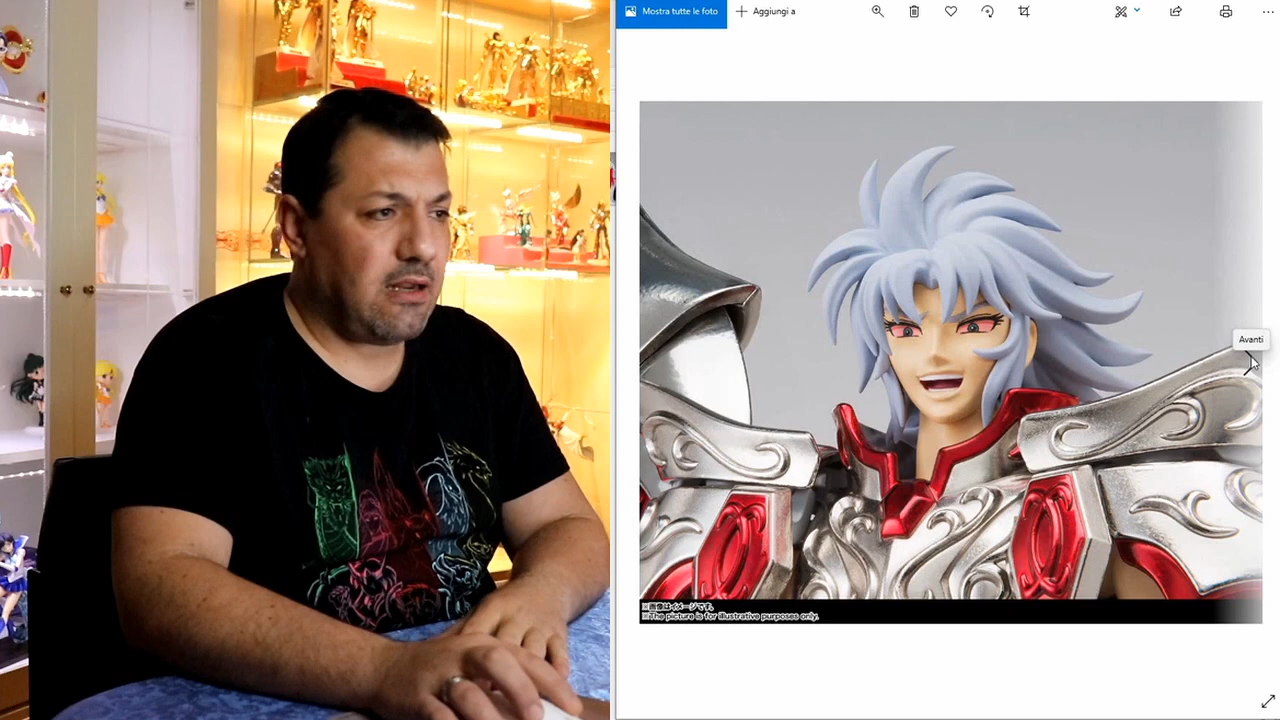 Mostra tutte le foto
Aggiungi a
Avanti
※画像はイメージです。
※The picture is for illustrative purposes only.